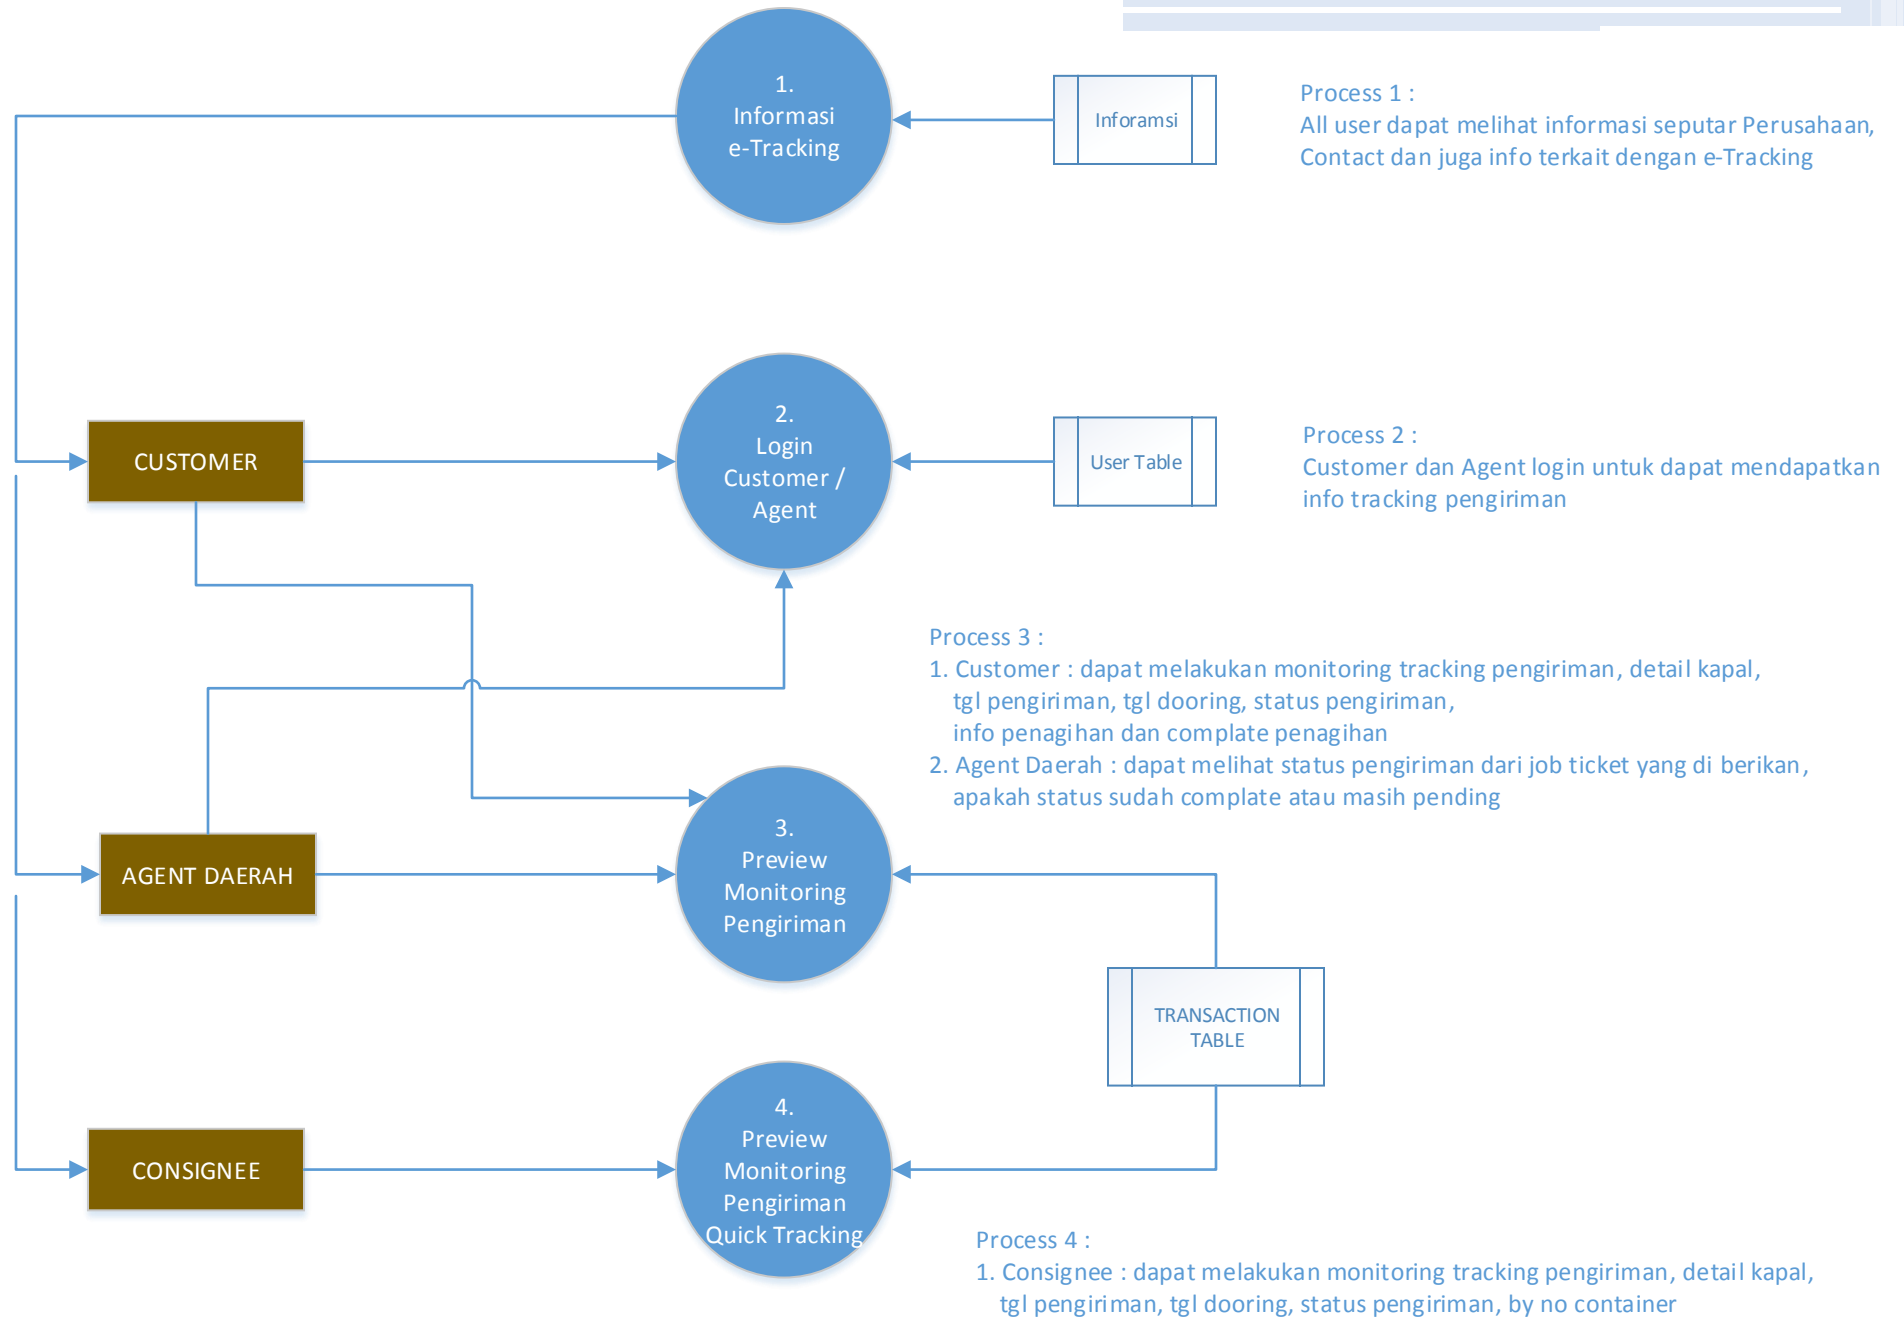 1.
Informasi
e-Tracking
Inforamsi
Process 1 :
All user dapat melihat informasi seputar Perusahaan,
Contact dan juga info terkait dengan e-Tracking
CUSTOMER
2.
Login
Customer /
Agent
User Table
Process 2 :
Customer dan Agent login untuk dapat mendapatkan
info tracking pengiriman
Process 3 :
1. Customer : dapat melakukan monitoring tracking pengiriman, detail kapal,
tgl pengiriman, tgl dooring, status pengiriman,
info penagihan dan complate penagihan
2. Agent Daerah : dapat melihat status pengiriman dari job ticket yang di berikan,
apakah status sudah complate atau masih pending
AGENT DAERAH
3.
Preview
Monitoring
Pengiriman
TRANSACTION
TABLE
CONSIGNEE
4.
Preview
Monitoring
Pengiriman
Quick Tracking
Process 4 :
1. Consignee : dapat melakukan monitoring tracking pengiriman, detail kapal,
tgl pengiriman, tgl dooring, status pengiriman, by no container